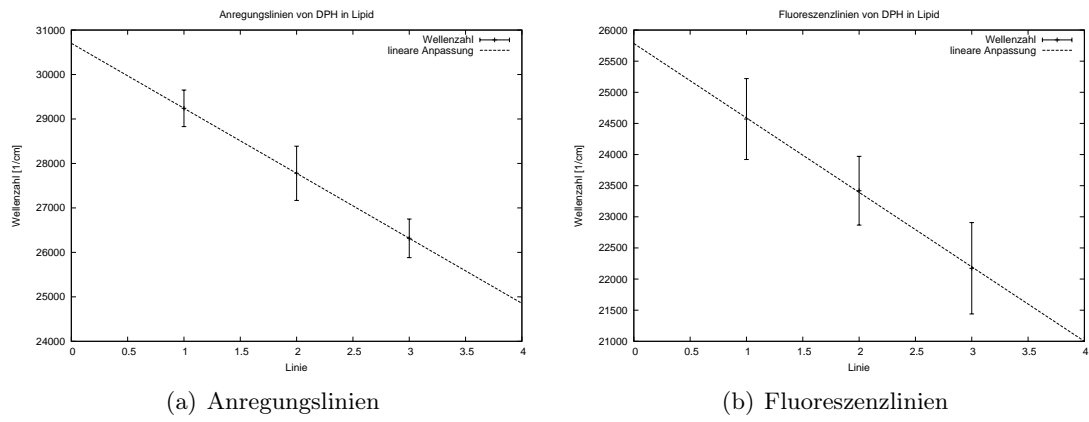 Anregungslinien von DPH in Lipid
31000
30000
29000
28000
27000
26000
25000
24000
Wellenzahl [1/cm]
Wellenzahl
lineare Anpassung
0 0.5 1 1.5 2 2.5 3 3.5 4
Linie
(a) Anregungslinien
Fluoreszenzlinien von DPH in Lipid
26000
25500
25000
24500
24000
23500
23000
22500
22000
21500
21000
Wellenzahl [1/cm]
Wellenzahl
lineare Anpassung
0 0.5 1 1.5 2 2.5 3 3.5 4
Linie
(b) Fluoreszenzlinien